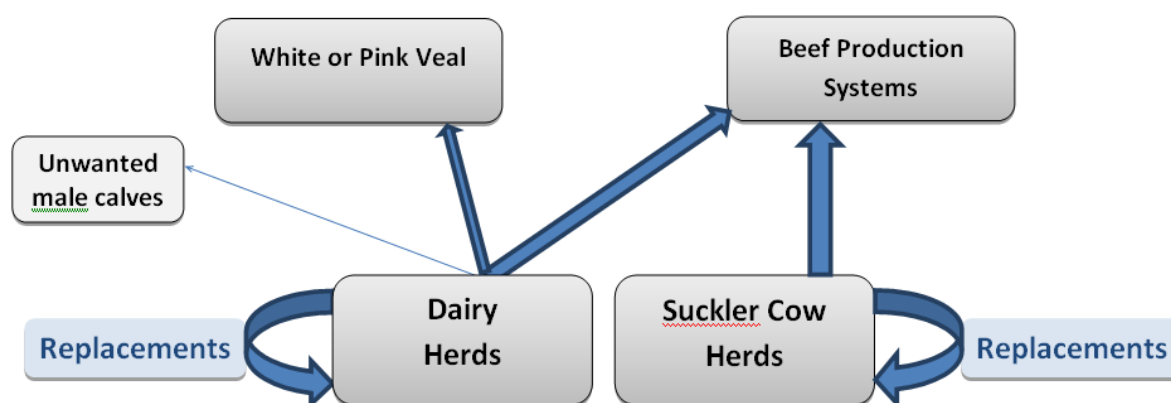 White or Pink Veal
Beef Production
Systems
Unwanted
male calves
Dairy
Herds
Suckler Cow
Herds
Replacements
Replacements